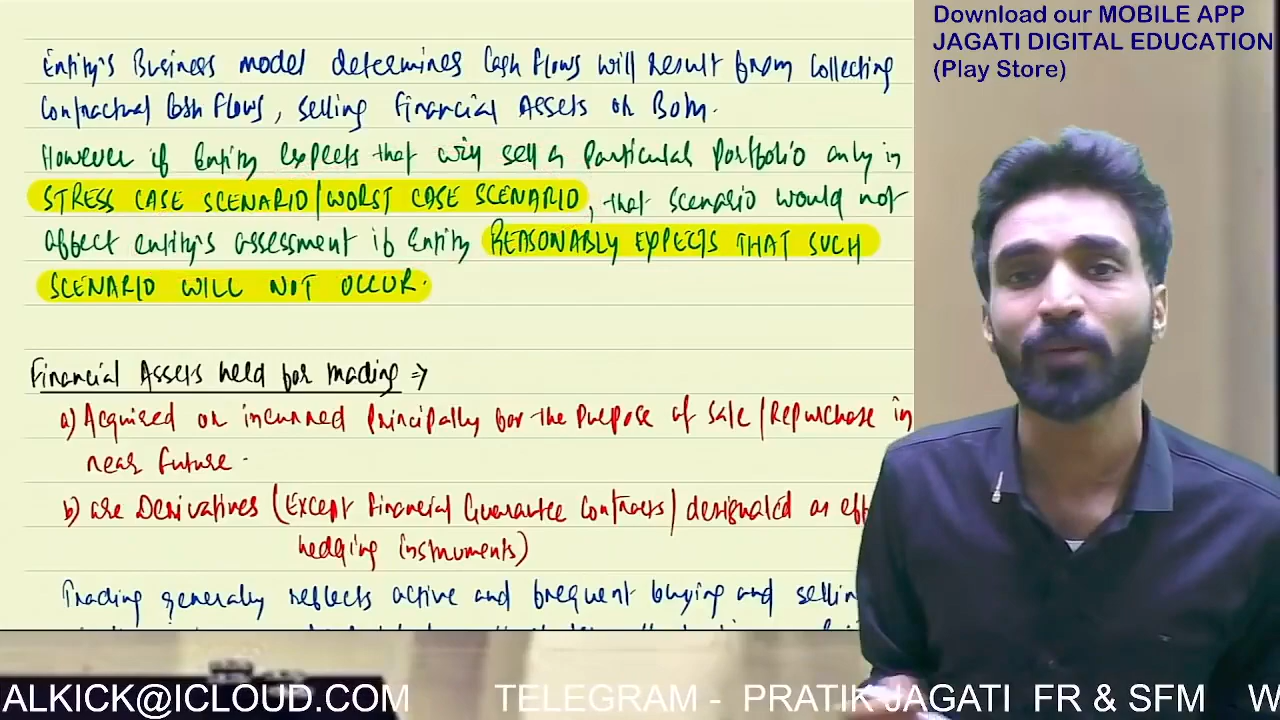 Download our MOBILE APP
JAGATI DIGITAL EDUCATION
(Play Store)
Entity's Business model determines Cash flows will result from collecting
Contractual Cash Flows, selling Financial Assets or Both.
However if Entity expects that will sell a Particular Portfolio only in
STRESS CASE SCENARIO/WORST CASE SCENARIO, that scenario would not
affect entity's assessment if Entity REASONABLY EXPECTS THAT SUCH
SCENARIO WILL NOT OCCUR.
Financial Assets held for Trading ⇒
a) Acquired or incurred Principally for the Purpose of Sale/Repurchase in
near future.
b) are Derivatives (Except Financial Guarantee Contracts/designated as eff
hedging instruments)
Trading generally reflects active and frequent buying and sellin
ALKICK@ICLOUD.COM TELEGRAM - PRATIK JAGATI FR & SFM W